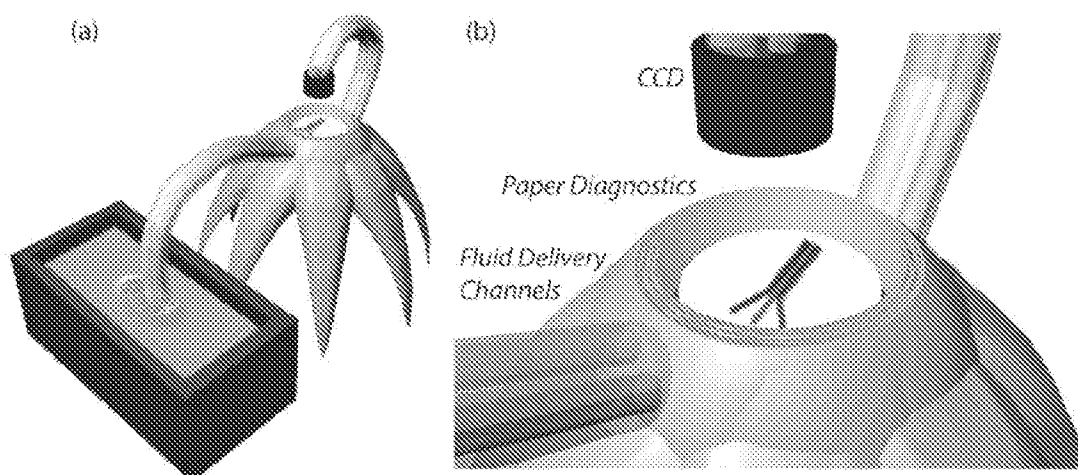 (a)
(b)
CCD
Paper Diagnostics
Fluid Delivery
Channels